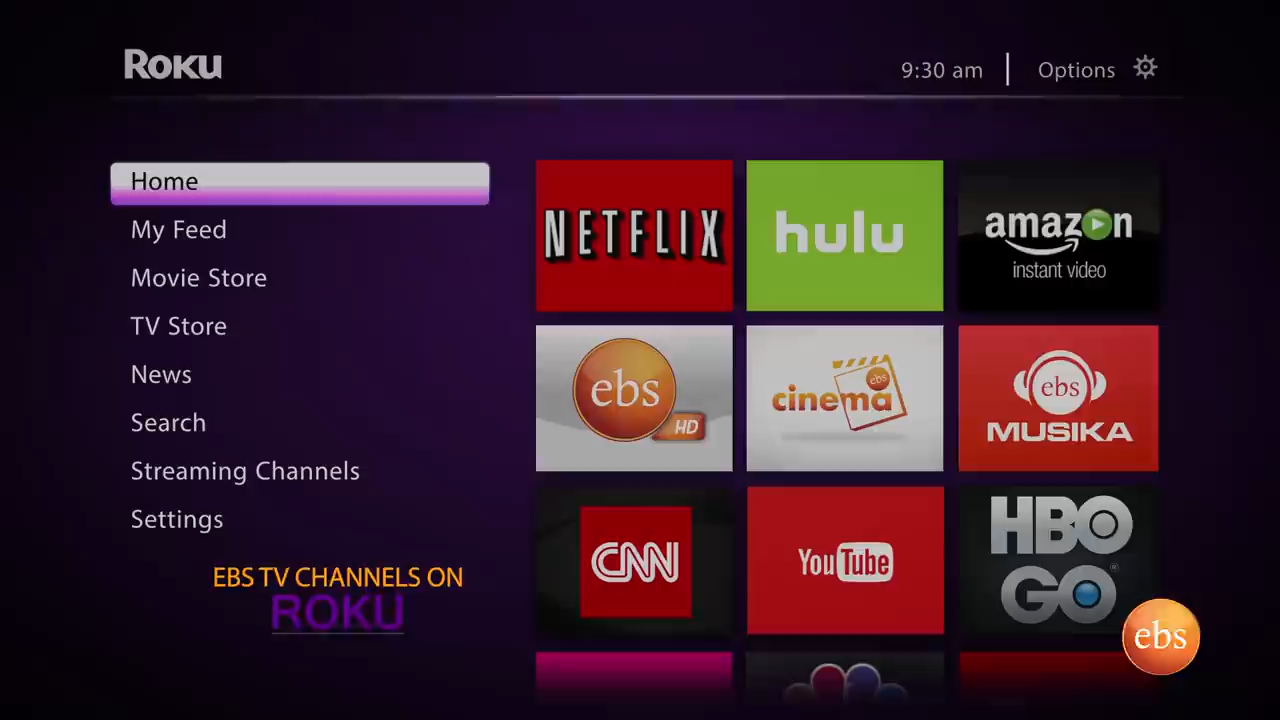 ROKU
9:30 am
Options
Home
My Feed
Movie Store
TV Store
News
Search
Streaming Channels
Settings
EBS TV CHANNELS ON
ROKU
NETFLIX
hulu
amazon
instant video
ebs
HD
cinema
ebs
ebs
MUSIKA
CNN
YouTube
HBO
GO
ebs